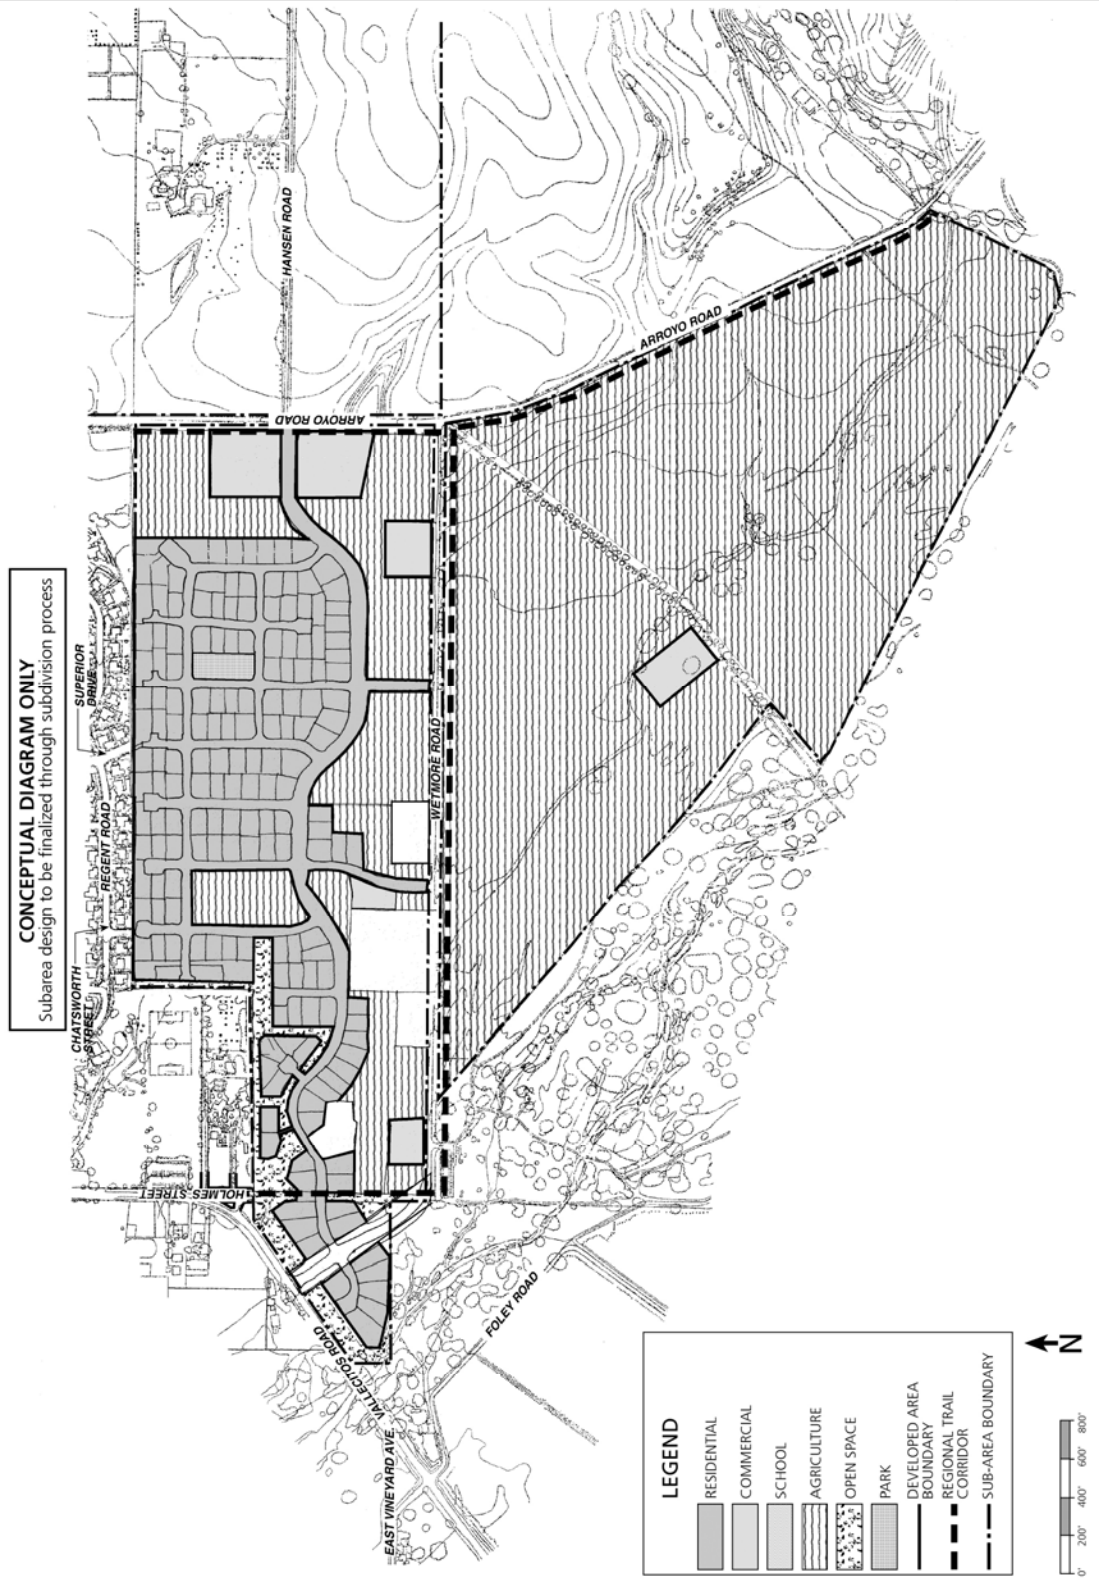 CONCEPTUAL DIAGRAM ONLY
Subarea design to be finalized through subdivision process
CHATSWORTH
STREET
REGENT ROAD
SUPERIOR
DRIVE
HOLMES STREET
ARROYO ROAD
HANSEN ROAD
WETMORE ROAD
ARROYO ROAD
VALLECITOS ROAD
EAST VINEYARD AVE.
FOLEY ROAD
LEGEND
RESIDENTIAL
COMMERCIAL
SCHOOL
AGRICULTURE
OPEN SPACE
PARK
DEVELOPED AREA
BOUNDARY
REGIONAL TRAIL
CORRIDOR
SUB-AREA BOUNDARY
0' 200' 400' 600' 800'
N